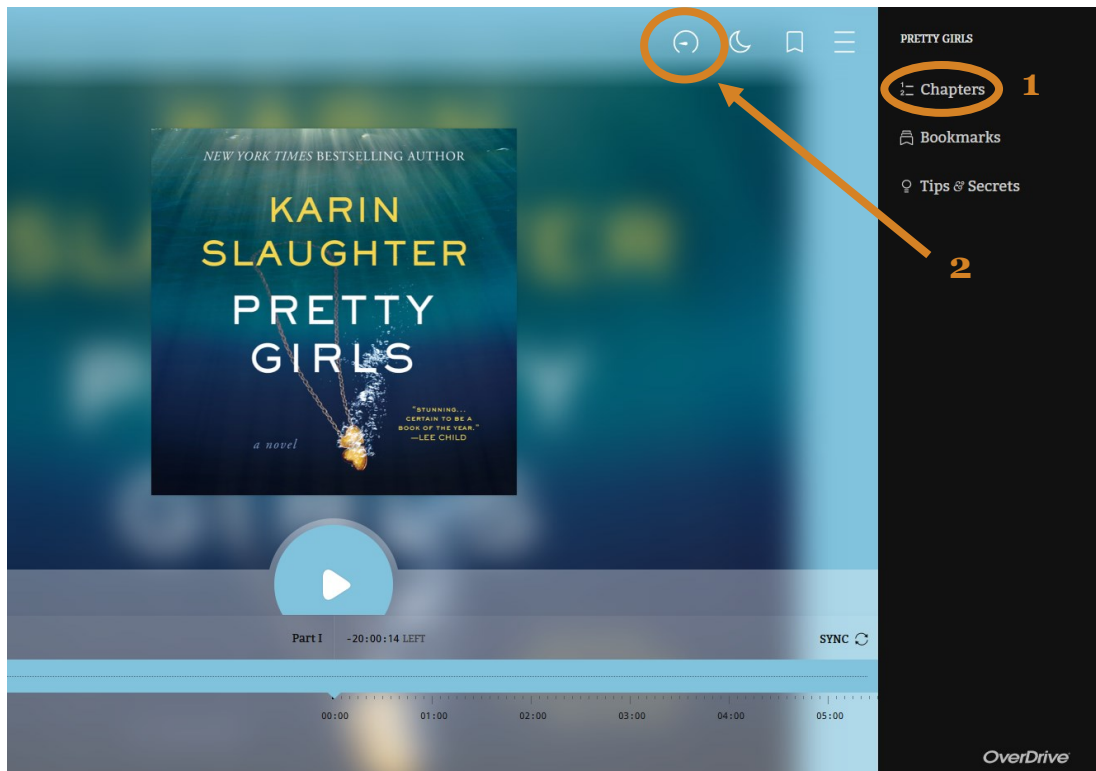 PRETTY GIRLS
1 2 Chapters
1
Bookmarks
Tips & Secrets
2
NEW YORK TIMES BESTSELLING AUTHOR
KARIN
SLAUGHTER
PRETTY
GIRLS
"STUNNING...
CERTAIN TO BE A
BOOK OF THE YEAR."
—LEE CHILD
a novel
Part I
-20:00:14 LEFT
SYNC
00:00 01:00 02:00 03:00 04:00 05:00
OverDrive